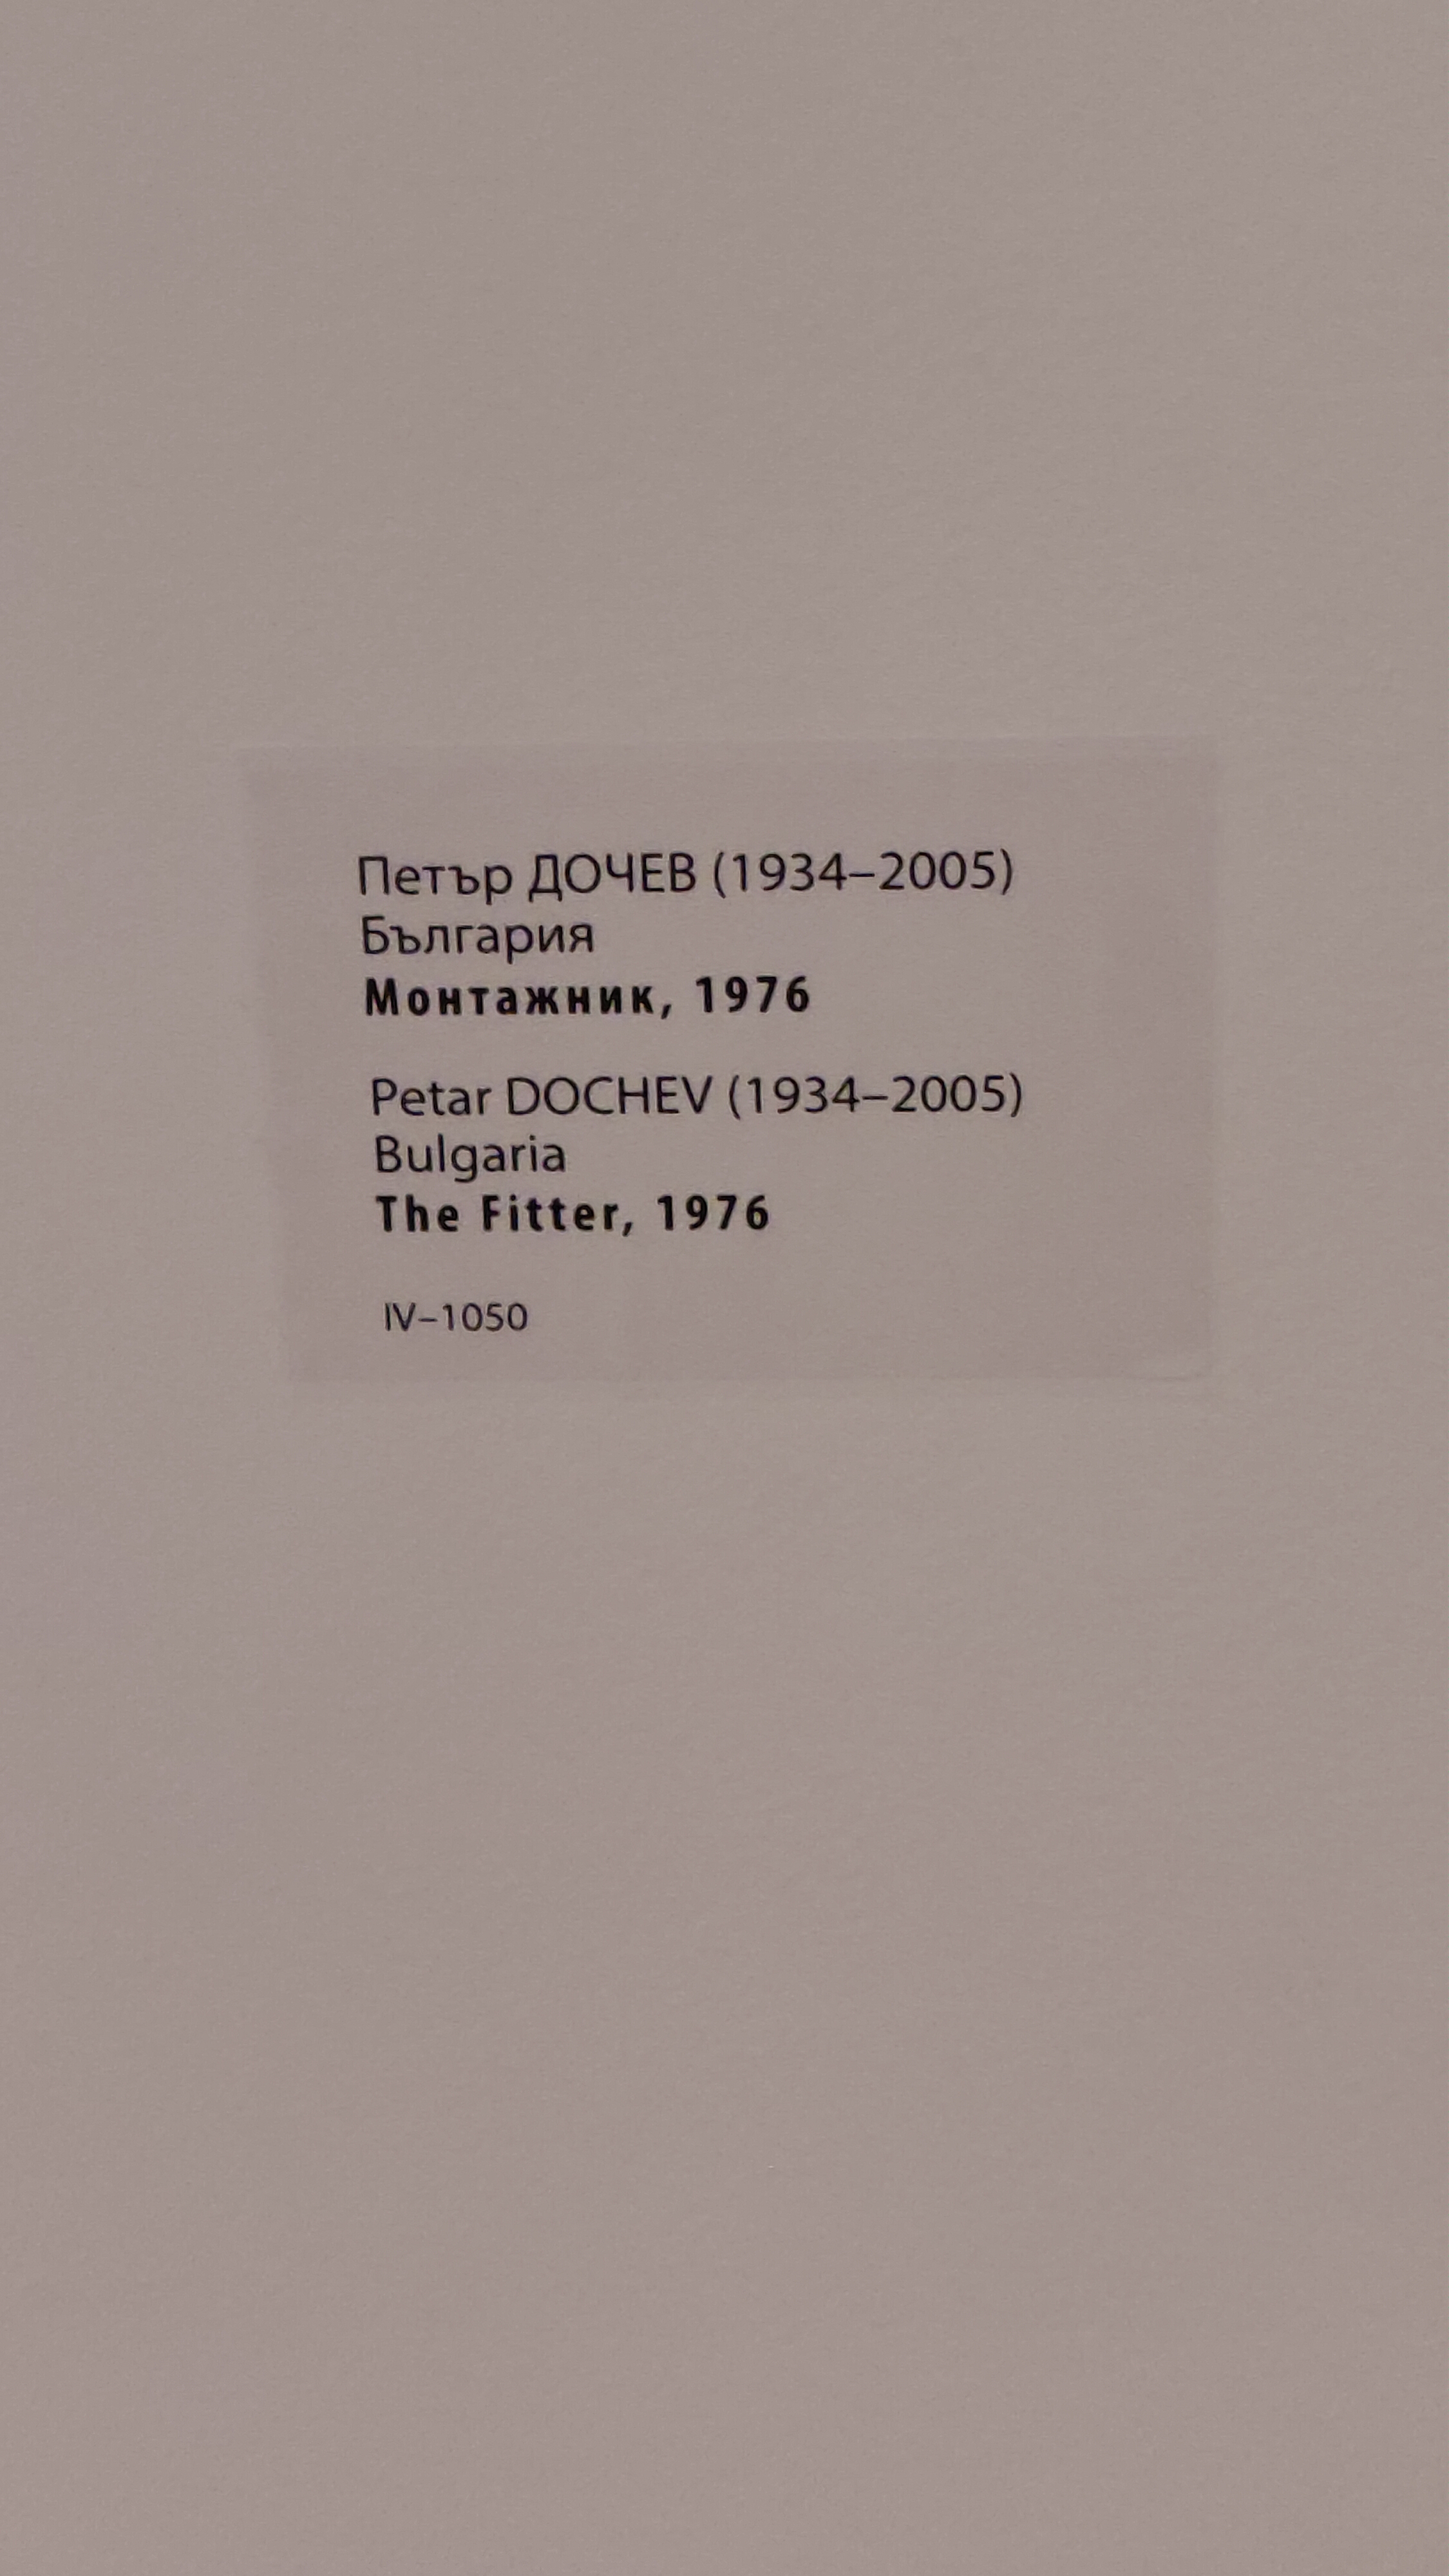 Петър ДОЧЕВ (1934–2005)
България
Монтажник, 1976
Petar DOCHEV (1934–2005)
Bulgaria
The Fitter, 1976
IV–1050